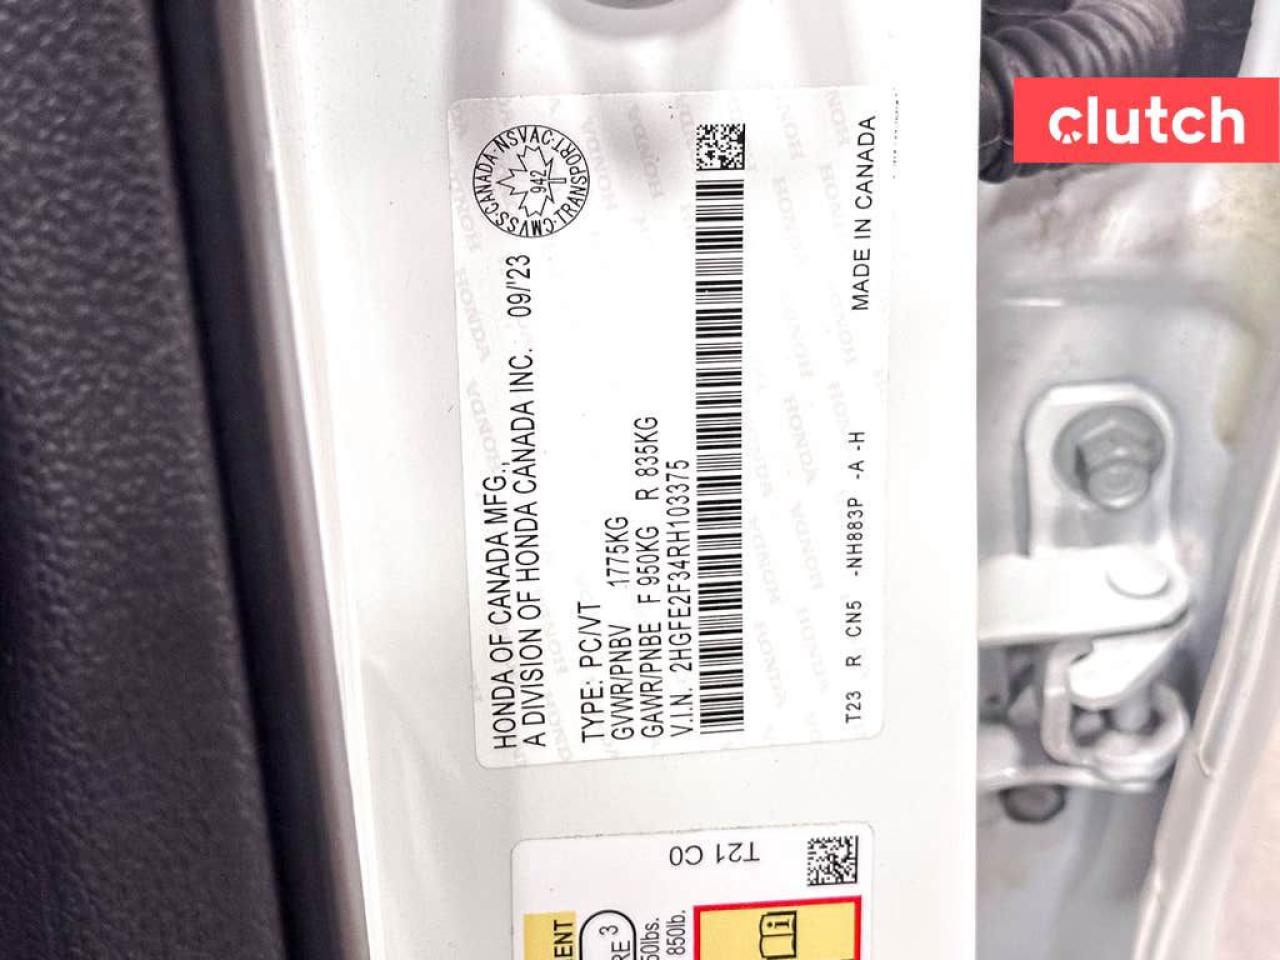 clutch
CANADA·NSVAC·TRANSPORT·CMVSS·
942
HONDA OF CANADA MFG.,
A DIVISION OF HONDA CANADA INC. 09/'23
TYPE: PC/VT
GVWR/PNBV 1775KG
GAWR/PNBE F 950KG R 835KG
V.I.N. 2HGFE2F34RH103375
T23 R CN5 -NH883P -A -H MADE IN CANADA
T21 C0
850lb.